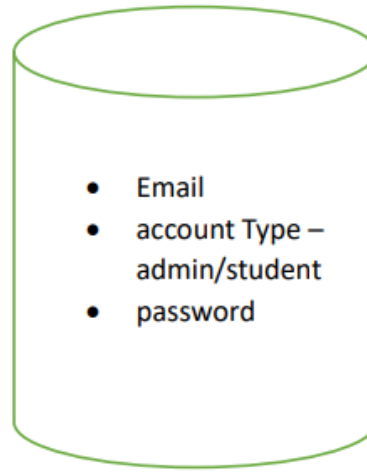 • Email
• account Type –
admin/student
• password